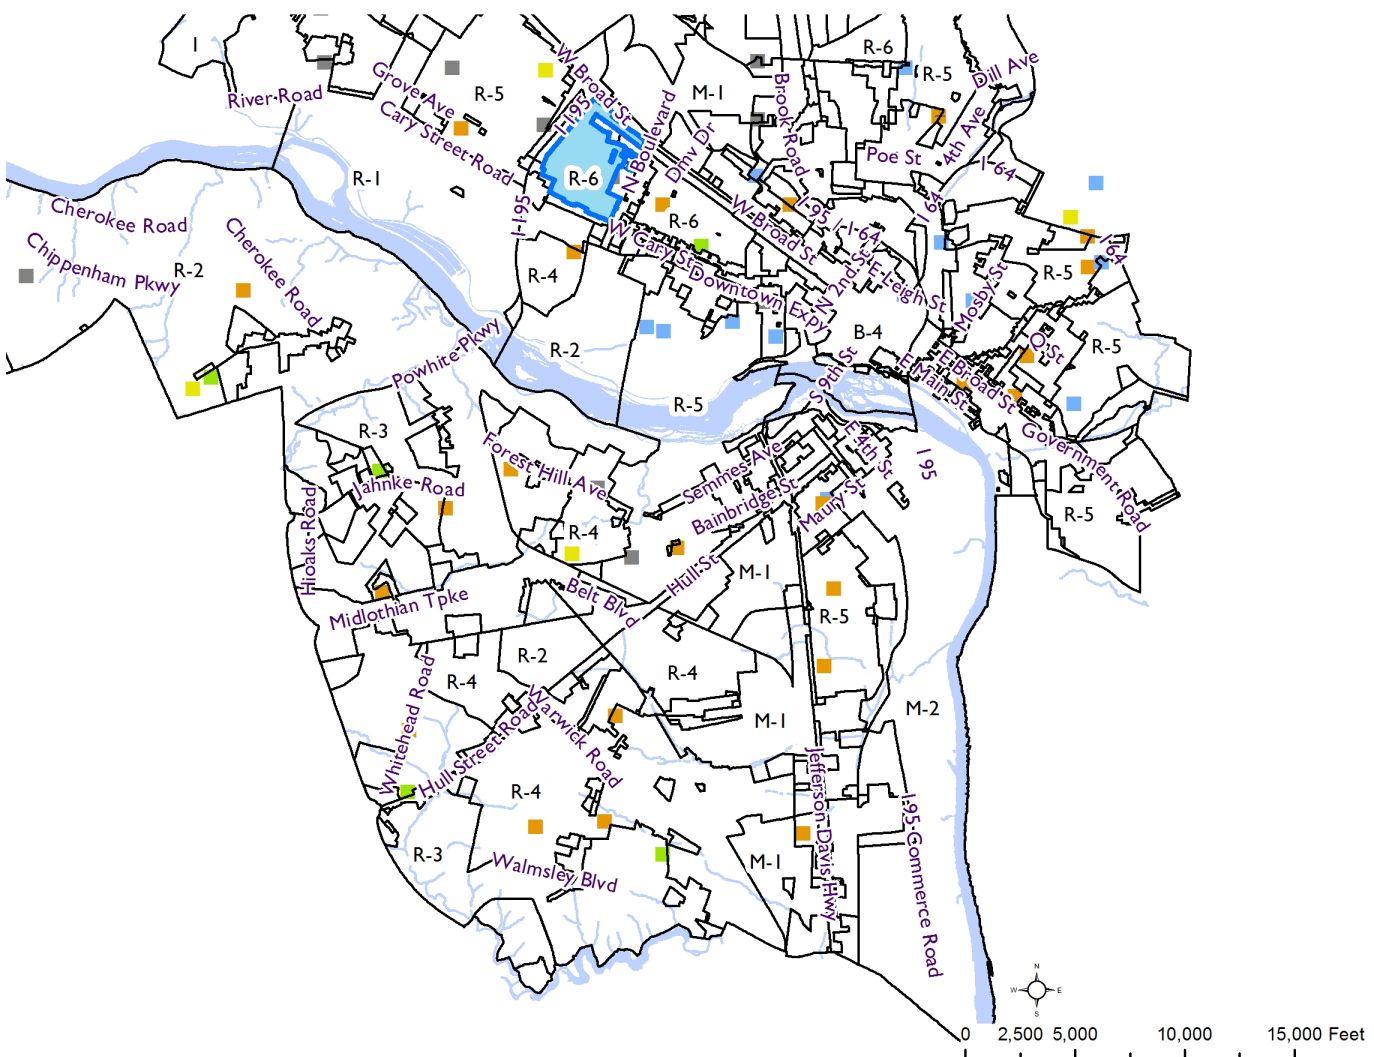 I
River Road
Grove Ave
Cary Street Road
R-5
W Broad St
I-195
R-6
N Boulevard
M-1
Dmv Dr
Brook Road
R-6
R-5
Dill Ave
4th Ave
Poe St
I-64
R-1
I-195
R-6
W Broad St
I-95
I-64
I 64
I 64
R-5
Cherokee Road
Chippenham Pkwy
R-2
Cherokee Road
R-4
W Cary St
Downtown Expy
N 2nd St
E Leigh St
Mosby St
B-4
Q St
R-5
Powhite Pkwy
R-2
R-5
S 9th St
E Main St
E Broad St
Government Road
R-3
Jahnke Road
Forest Hill Ave
Semmes Ave
E 4th St
I 95
Hioaks Road
R-4
Bainbridge St
Maury St
R-5
Hull St
M-1
Midlothian Tpke
Belt Blvd
R-5
Whitehead Road
R-4
R-2
R-4
Warwick Road
M-1
M-2
Hull Street Road
Jefferson Davis Hwy
I-95
Commerce Road
R-4
R-3
Walmsley Blvd
M-1
N
W E
S
0 2,500 5,000 10,000 15,000 Feet